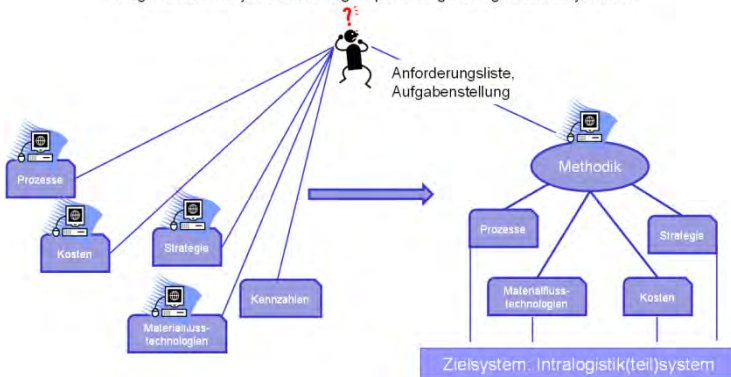 ?
!
Anforderungsliste,
Aufgabenstellung
Prozesse
Kosten
Strategie
Materialfluss-
technologien
Kennzahlen
Methodik
Prozesse
Strategie
Materialfluss-
technologien
Kosten
Zielsystem: Intralogistik(teil)system